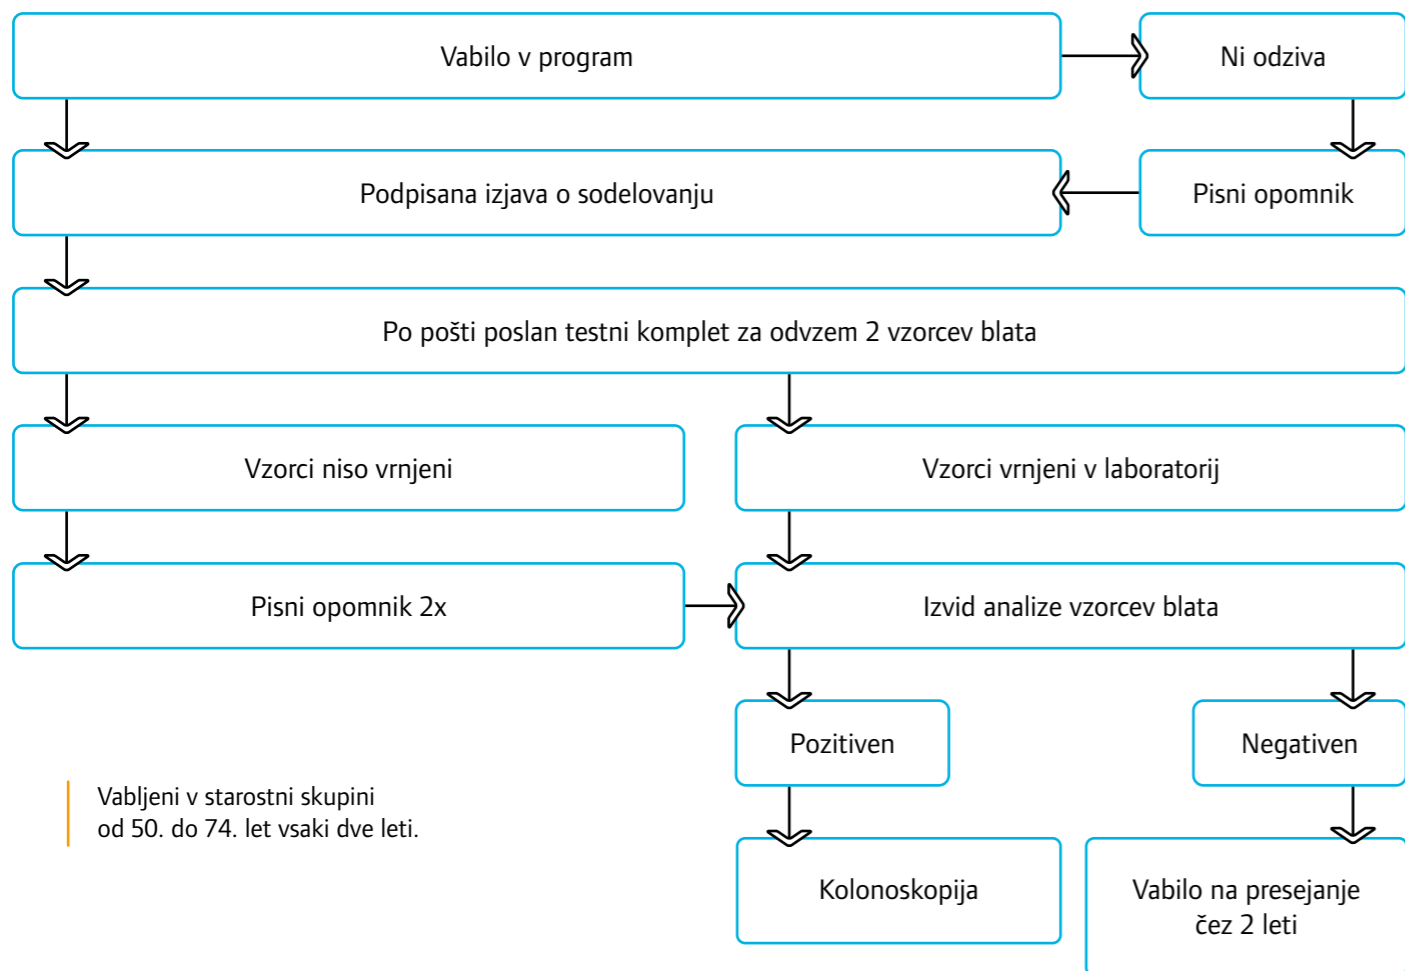 Vabilo v program
Ni odziva
Podpisana izjava o sodelovanju
Pisni opomnik
Po pošti poslan testni komplet za odvzem 2 vzorcev blata
Vzorci niso vrnjeni
Vzorci vrnjeni v laboratorij
Pisni opomnik 2x
Izvid analize vzorcev blata
Pozitiven
Negativen
Vabljeni v starostni skupini
od 50. do 74. let vsaki dve leti.
Kolonoskopija
Vabilo na presejanje
čez 2 leti